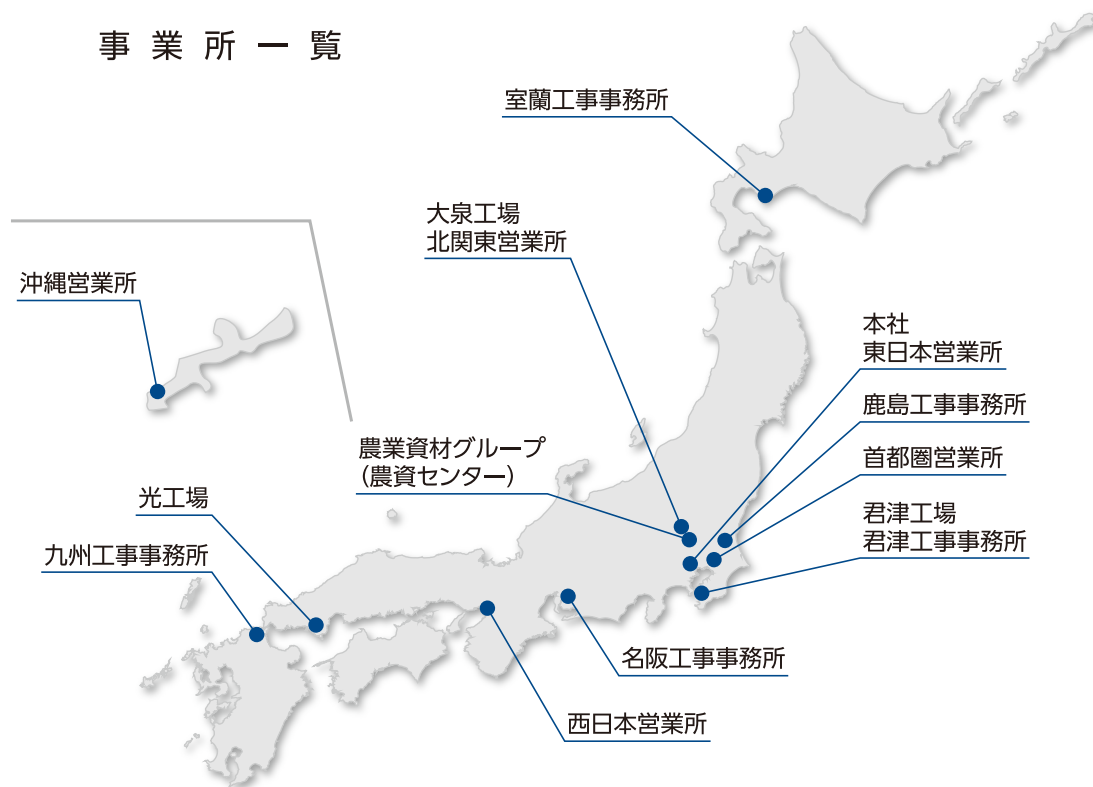 事業所一覧
室蘭工事事務所
大泉工場
北関東営業所
沖縄営業所
本社
東日本営業所
鹿島工事事務所
農業資材グループ
（農資センター）
首都圏営業所
光工場
君津工場
君津工事事務所
九州工事事務所
名阪工事事務所
西日本営業所